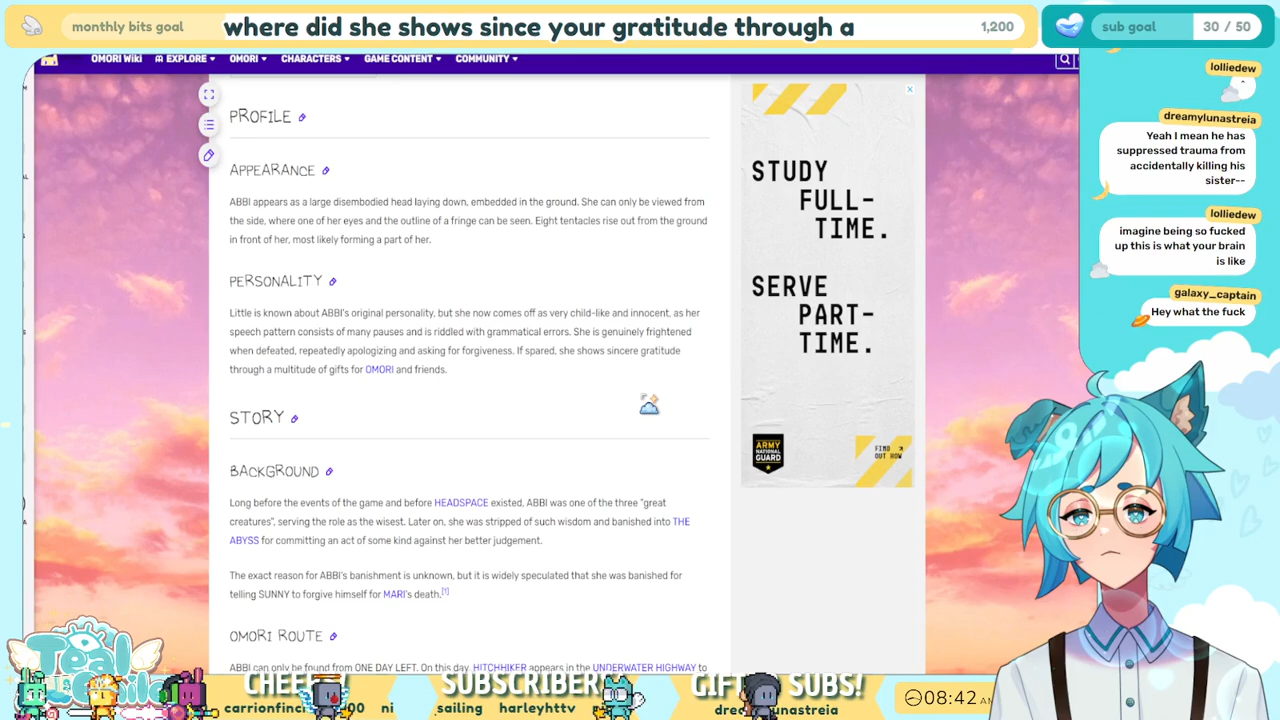 monthly bits goal
where did she shows since your gratitude through a
1,200
sub goal
30 / 50
OMORI Wiki
EXPLORE
OMORI
CHARACTERS
GAME CONTENT
COMMUNITY
PROFILE
APPEARANCE
ABBI appears as a large disembodied head laying down, embedded in the ground. She can only be viewed from
the side, where one of her eyes and the outline of a fringe can be seen. Eight tentacles rise out from the ground
in front of her, most likely forming a part of her.
PERSONALITY
Little is known about ABBI's original personality, but she now comes off as very child-like and innocent, as her
speech pattern consists of many pauses and is riddled with grammatical errors. She is genuinely frightened
when defeated, repeatedly apologizing and asking for forgiveness. If spared, she shows sincere gratitude
through a multitude of gifts for OMORI and friends.
STORY
BACKGROUND
Long before the events of the game and before HEADSPACE existed, ABBI was one of the three "great
creatures", serving the role as the wisest. Later on, she was stripped of such wisdom and banished into THE
ABYSS for committing an act of some kind against her better judgement.
The exact reason for ABBI's banishment is unknown, but it is widely speculated that she was banished for
telling SUNNY to forgive himself for MARI's death.[1]
OMORI ROUTE
ABBI can only be found from ONE DAY LEFT. On this day, HITCHHIKER appears in the UNDERWATER HIGHWAY to
STUDY
FULL-
TIME.
SERVE
PART-
TIME.
ARMY
NATIONAL
GUARD
FIND
OUT HOW
lolliedew
dreamylunastreia
Yeah I mean he has
suppressed trauma from
accidentally killing his
sister--
lolliedew
imagine being so fucked
up this is what your brain
is like
galaxy_captain
Hey what the fuck
Teal
Child
CHEER
carrionfinc
00
ni
SUBSCRIBER
sailing
harleyhttv
GIFT
SUBS!
drea
unastreia
08:42 AM